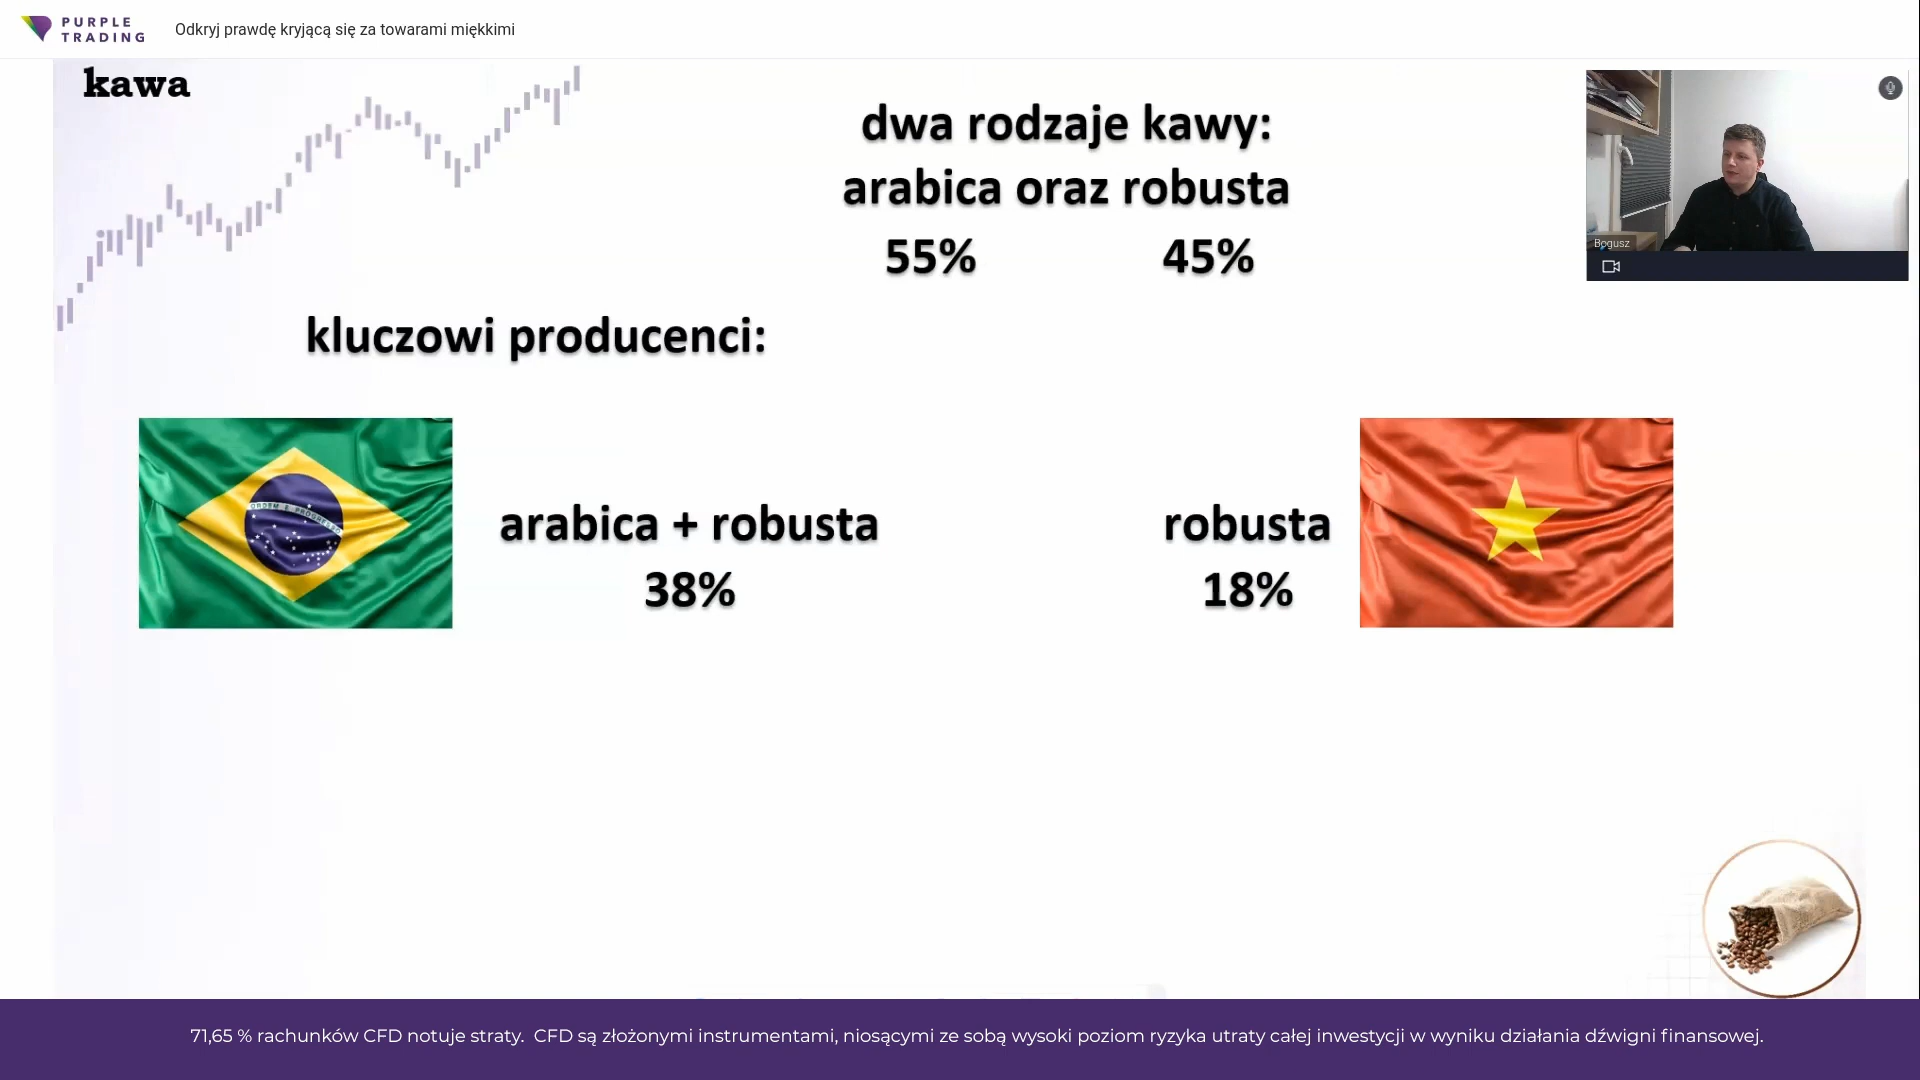 PURPLE
TRADING
Odkryj prawdę kryjącą się za towarami miękkimi
kawa
dwa rodzaje kawy:
arabica oraz robusta
55% 45%
Bogusz
kluczowi producenci:
ORDEM E PROGRESSO
arabica + robusta
38%
robusta
18%
71,65 % rachunków CFD notuje straty.  CFD są złożonymi instrumentami, niosącymi ze sobą wysoki poziom ryzyka utraty całej inwestycji w wyniku działania dźwigni finansowej.